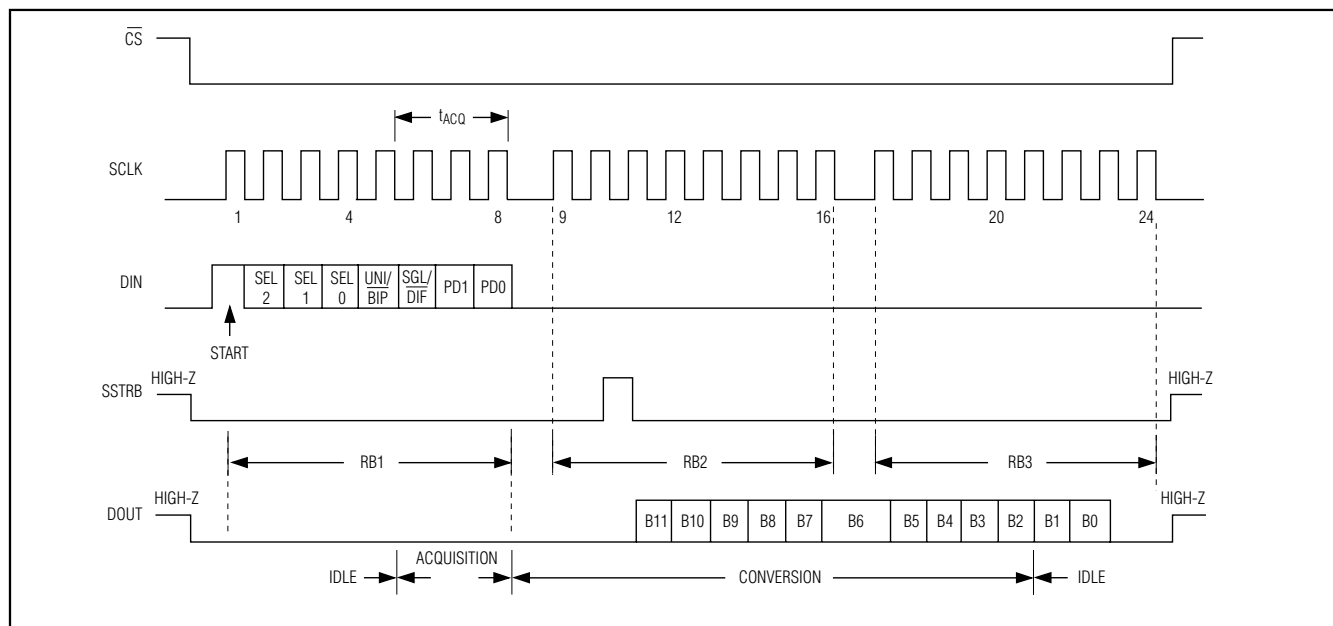 CS
tACQ
SCLK
1 4 8 9 12 16 20 24
DIN
SEL 2 SEL 1 SEL 0 UNI/BIP SGL/DIF PD1 PD0
START
HIGH-Z HIGH-Z
SSTRB
RB1 RB2 RB3
HIGH-Z HIGH-Z
DOUT
B11 B10 B9 B8 B7 B6 B5 B4 B3 B2 B1 B0
IDLE ACQUISITION CONVERSION IDLE